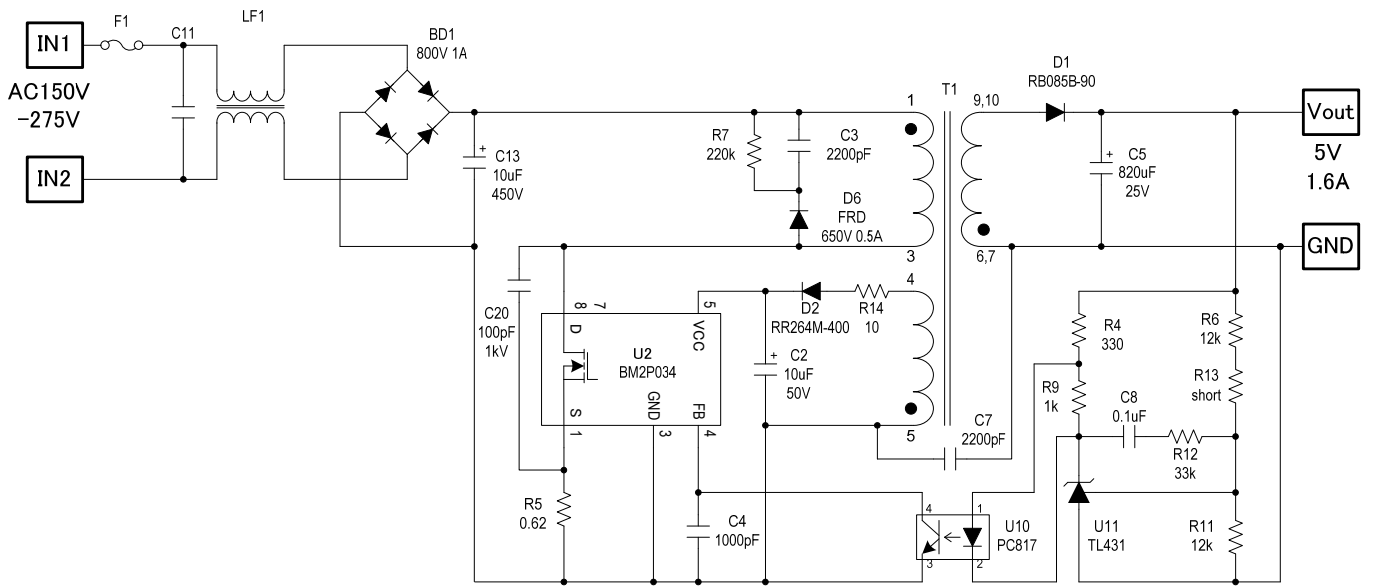 IN1
AC150V
-275V
IN2
F1
C11
LF1
BD1
800V 1A
C13
10uF
450V
R7
220k
C3
2200pF
D6
FRD
650V 0.5A
T1
1
3
4
5
9,10
6,7
D1
RB085B-90
C5
820uF
25V
Vout
5V
1.6A
GND
C20
100pF
1kV
8
7
D
S
1
U2
BM2P034
5
VCC
GND
3
FB
4
D2
RR264M-400
R14
10
C2
10uF
50V
C7
2200pF
R5
0.62
C4
1000pF
4
3
1
2
U10
PC817
R4
330
R9
1k
C8
0.1uF
R12
33k
R6
12k
R13
short
U11
TL431
R11
12k